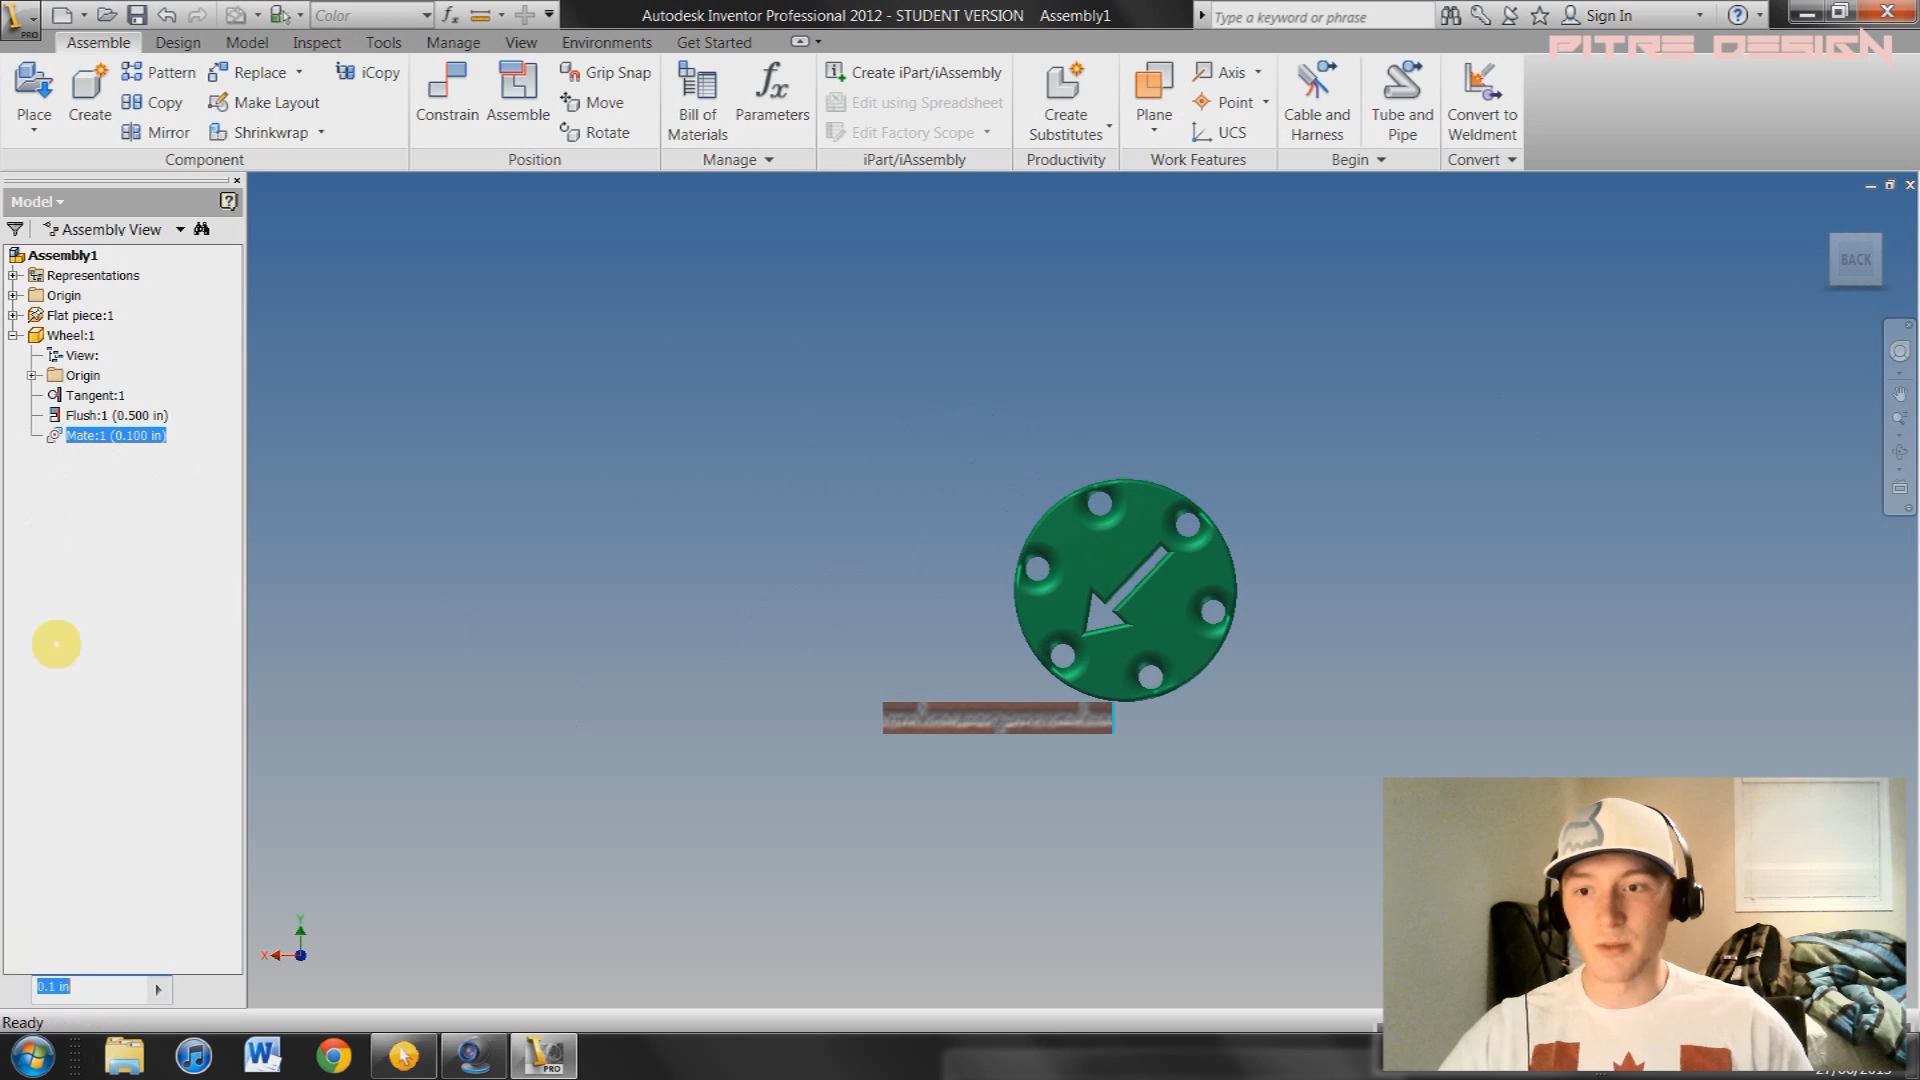 PRO
Color
Autodesk Inventor Professional 2012 - STUDENT VERSION Assembly1
Type a keyword or phrase
Sign In
PITRE DESIGN
Assemble Design Model Inspect Tools Manage View Environments Get Started
Place
Create
Pattern
Copy
Mirror
Replace
Make Layout
Shrinkwrap
iCopy
Component
Constrain
Assemble
Grip Snap
Move
Rotate
Position
Bill of Materials
Parameters
Manage
Create iPart/iAssembly
Edit using Spreadsheet
Edit Factory Scope
iPart/iAssembly
Create Substitutes
Productivity
Plane
Axis
Point
UCS
Work Features
Cable and Harness
Tube and Pipe
Begin
Convert to Weldment
Convert
Model
Assembly View
Assembly1
Representations
Origin
Flat piece:1
Wheel:1
View:
Origin
Tangent:1
Flush:1 (0.500 in)
Mate:1 (0.100 in)
BACK
Y
X
0.1 in
Ready
PRO